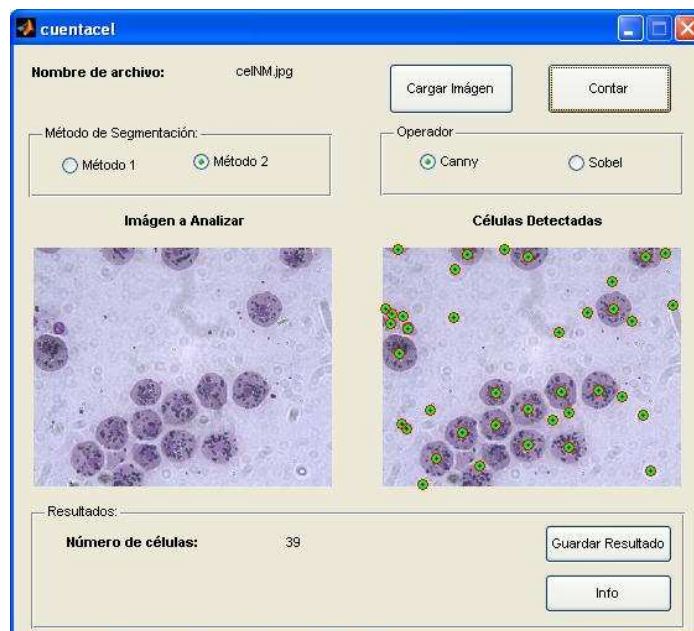 cuentacel
Nombre de archivo: celNM.jpg
Cargar Imágen
Contar
Método de Segmentación:
Método 1
Método 2
Operador
Canny
Sobel
Imágen a Analizar
Células Detectadas
Resultados:
Número de células: 39
Guardar Resultado
Info